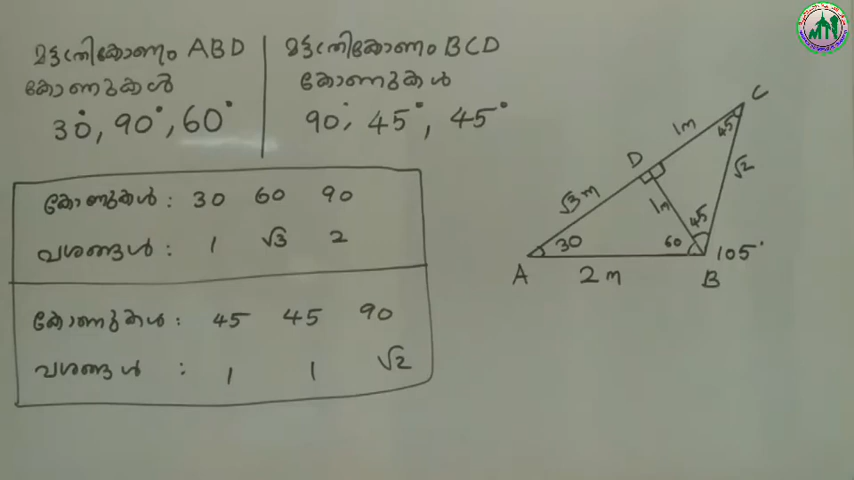 മട്ടത്രികോണം ABD
കോണുകൾ
30°, 90°, 60°
മട്ടത്രികോണം BCD
കോണുകൾ
90°, 45°, 45°
കോണുകൾ : 30 60 90
വശങ്ങൾ : 1 √3 2
കോണുകൾ : 45 45 90
വശങ്ങൾ : 1 1 √2
C
1m
45
D
√3 m
1m
√2
45
30
60
105°
A
2 m
B